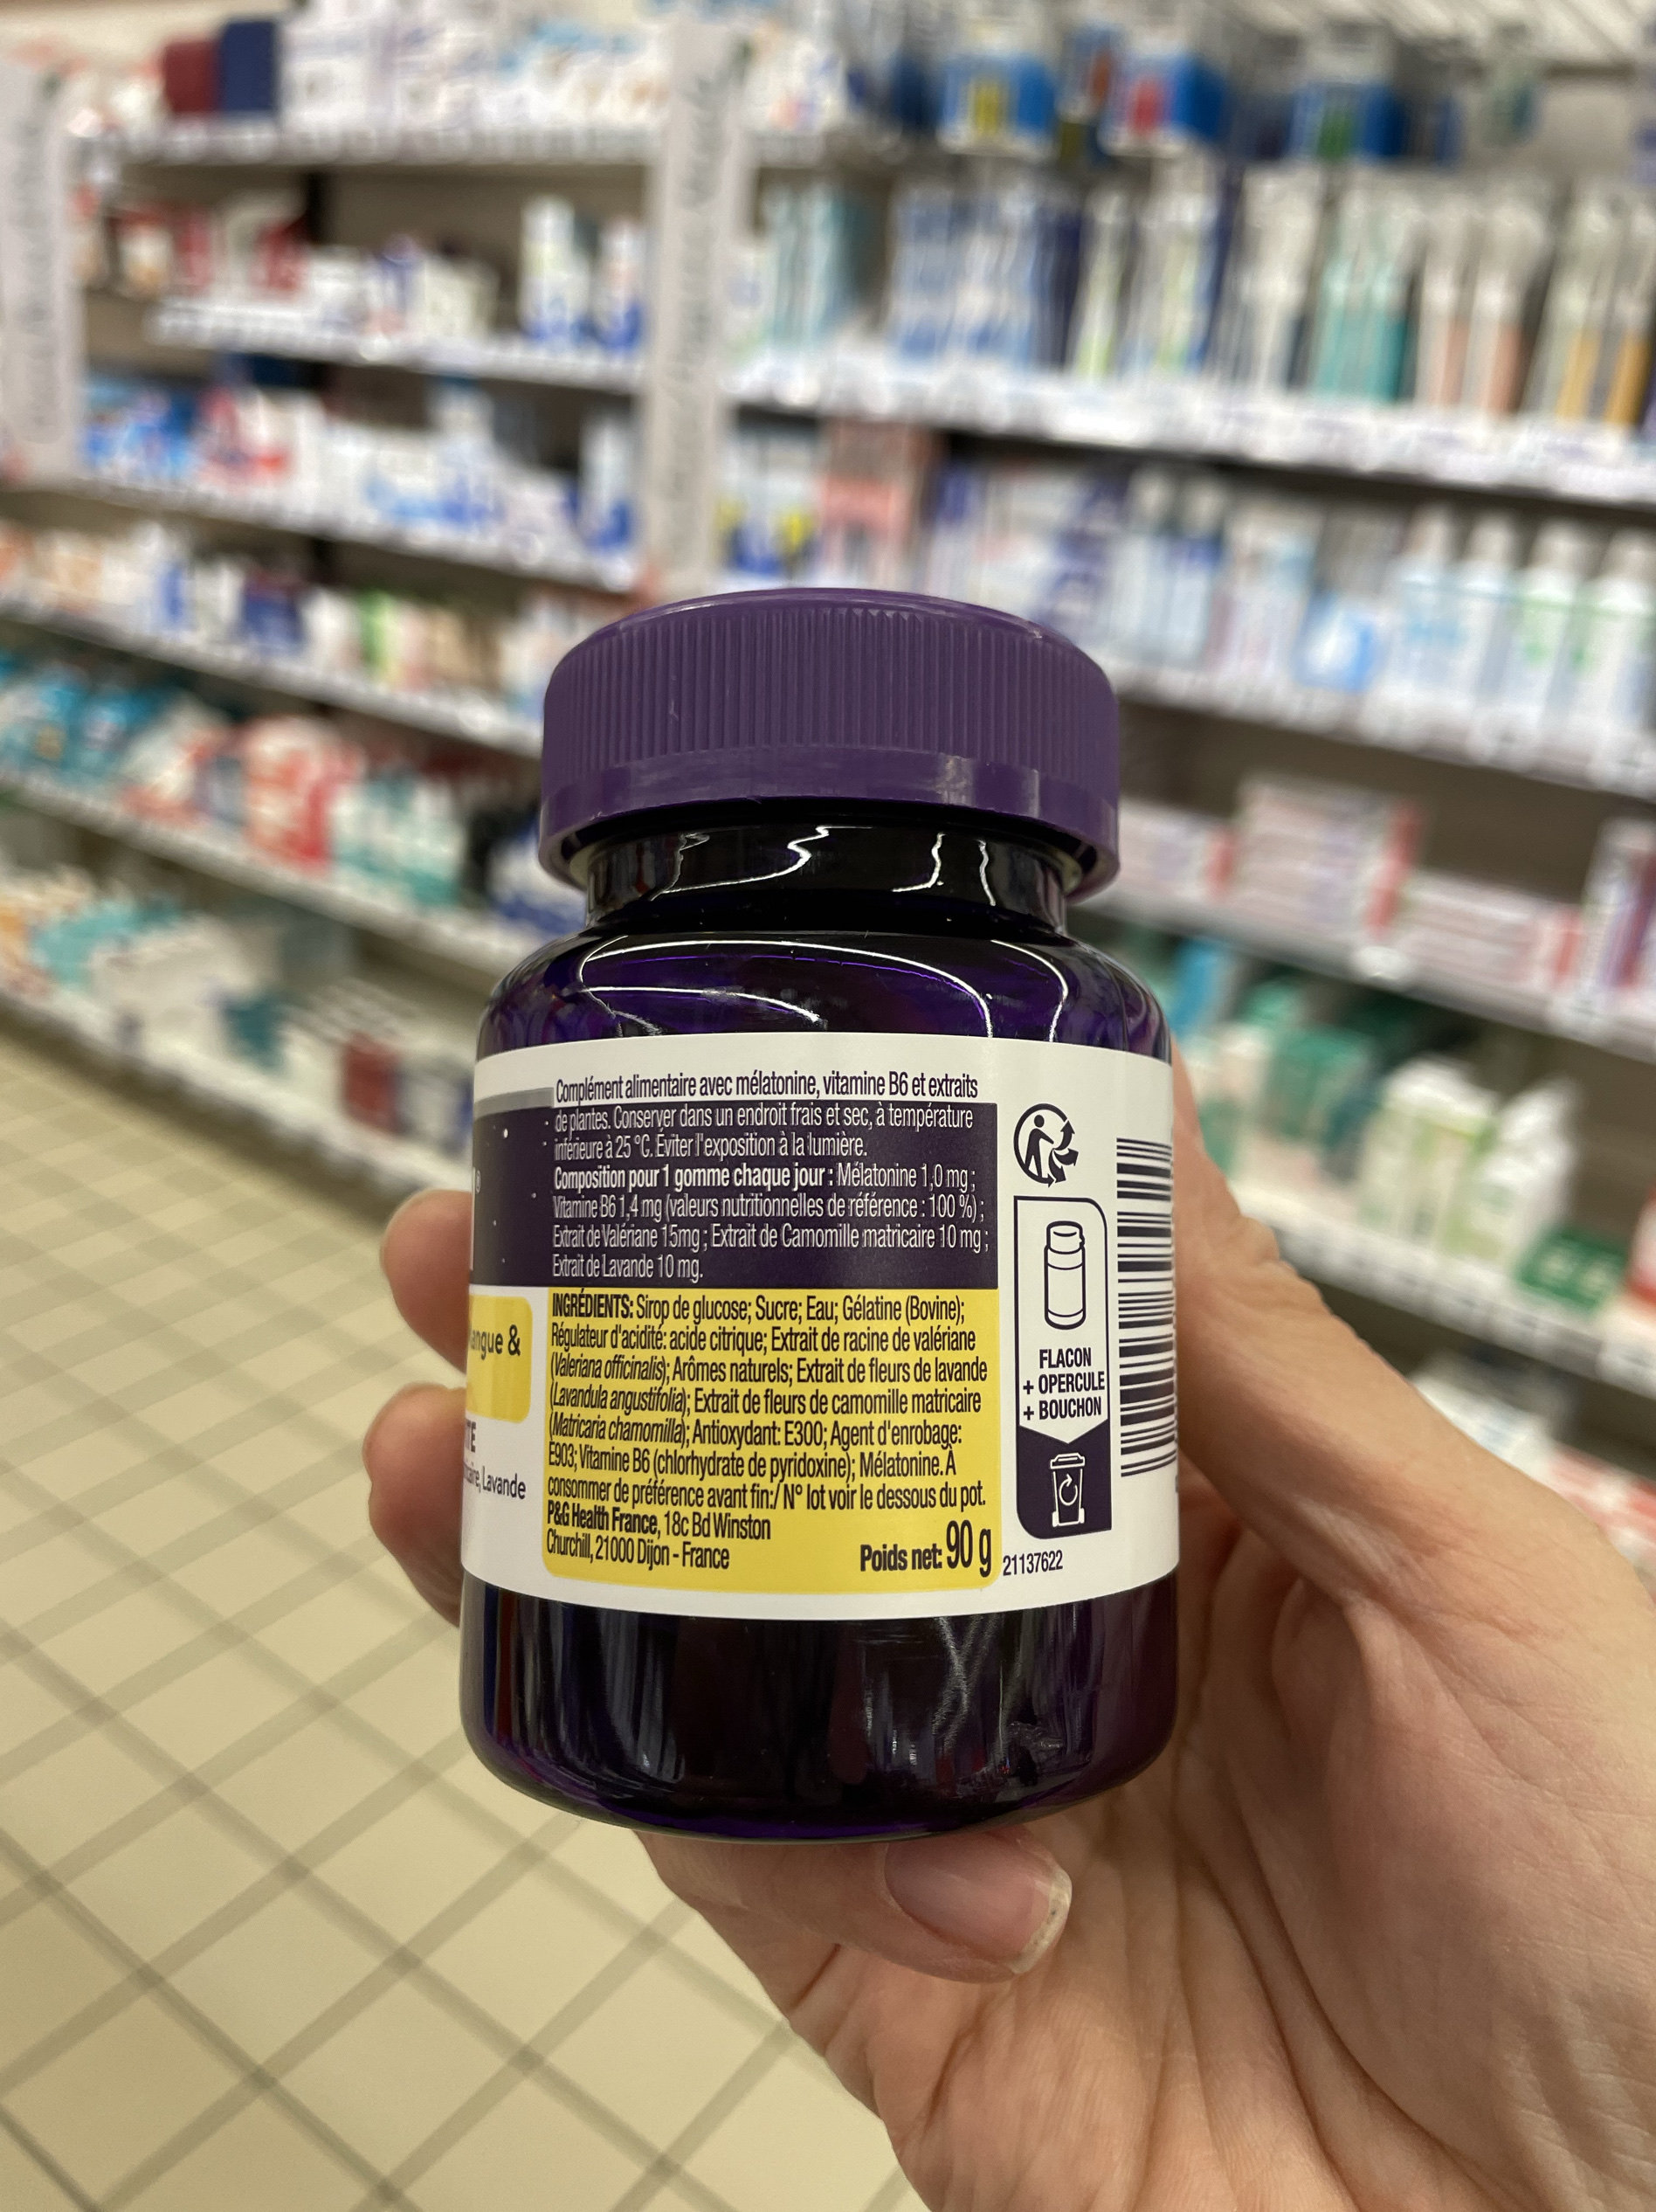 Complément alimentaire avec mélatonine, vitamine B6 et extraits
de plantes. Conserver dans un endroit frais et sec, à température
inférieure à 25 °C. Éviter l'exposition à la lumière.
Composition pour 1 gomme chaque jour : Mélatonine 1,0 mg ;
Vitamine B6 1,4 mg (valeurs nutritionnelles de référence : 100 %) ;
Extrait de Valériane 15mg ; Extrait de Camomille matricaire 10 mg ;
Extrait de Lavande 10 mg.
INGRÉDIENTS: Sirop de glucose; Sucre; Eau; Gélatine (Bovine);
Régulateur d'acidité: acide citrique; Extrait de racine de valériane
(Valeriana officinalis); Arômes naturels; Extrait de fleurs de lavande
(Lavandula angustifolia); Extrait de fleurs de camomille matricaire
(Matricaria chamomilla); Antioxydant: E300; Agent d'enrobage:
E903; Vitamine B6 (chlorhydrate de pyridoxine); Mélatonine. À
consommer de préférence avant fin:/ N° lot voir le dessous du pot.
P&G Health France, 18c Bd Winston
Churchill, 21000 Dijon - France
Poids net: 90 g
&
Lavande
FLACON
+ OPERCULE
+ BOUCHON
21137622